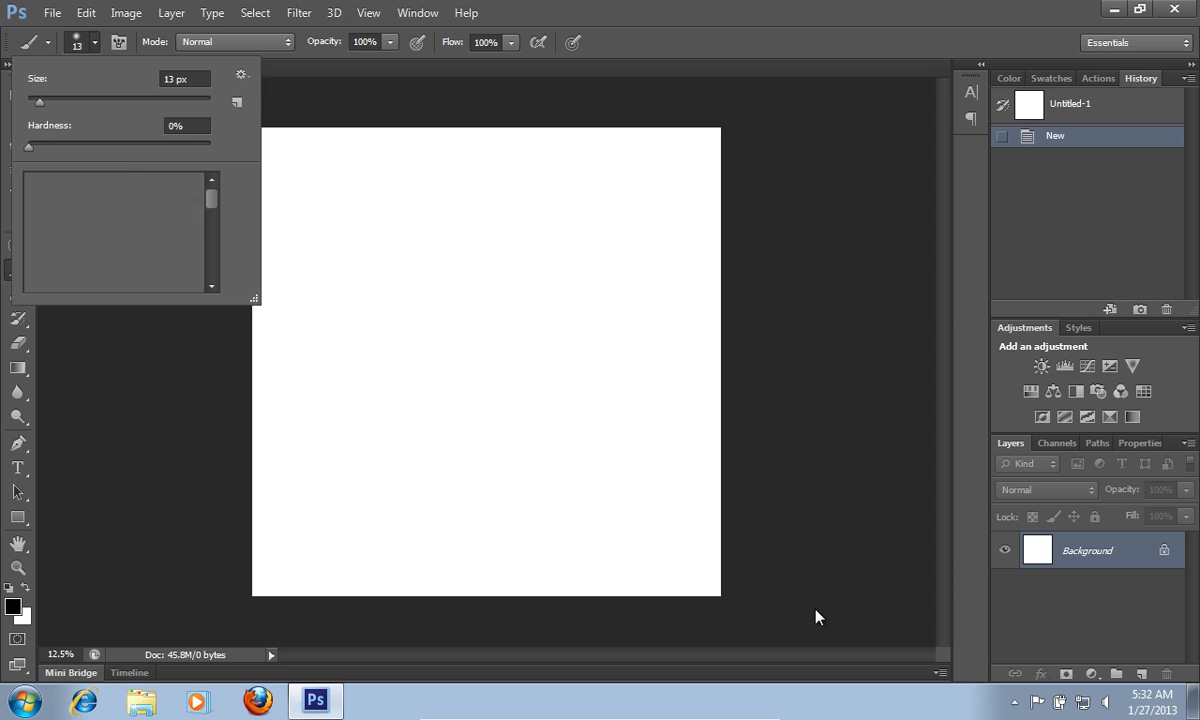 Ps File Edit Image Layer Type Select Filter 3D View Window Help
13 Mode: Normal Opacity: 100% Flow: 100% Essentials
Size: 13 px
Hardness: 0%
Color Swatches Actions History
Untitled-1
New
Adjustments Styles
Add an adjustment
Layers Channels Paths Properties
Kind
Normal Opacity: 100%
Lock: Fill: 100%
Background
12.5% Doc: 45.8M/0 bytes
Mini Bridge Timeline
Ps
5:32 AM
1/27/2013